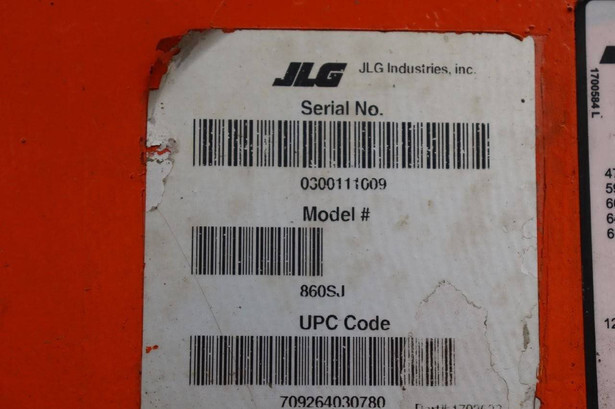 JLG JLG Industries, inc.
Serial No.
0300111609
Model #
860SJ
UPC Code
709264030780
1700584 L